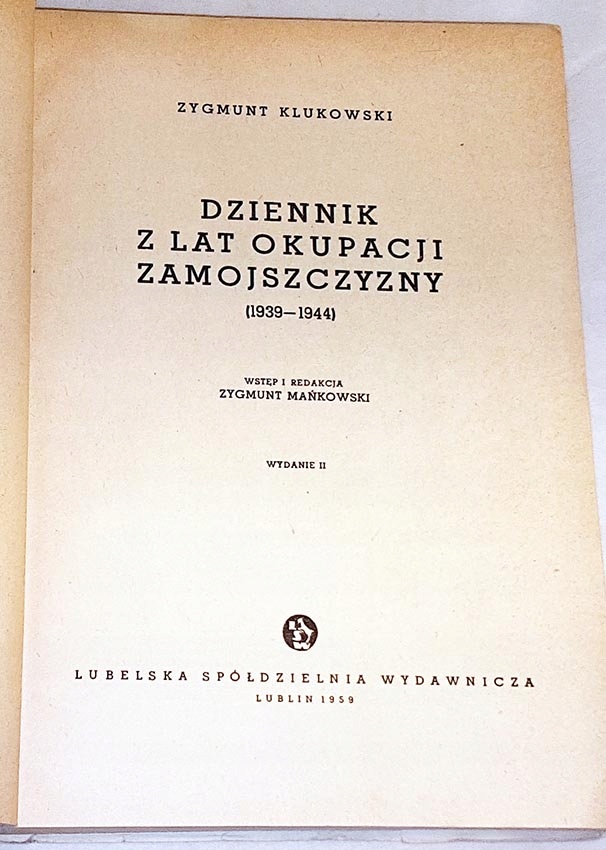 ZYGMUNT KLUKOWSKI
DZIENNIK
Z LAT OKUPACJI
ZAMOJSZCZYZNY
(1939—1944)
WSTĘP I REDAKCJA
ZYGMUNT MAŃKOWSKI
WYDANIE II
LUBELSKA SPÓŁDZIELNIA WYDAWNICZA
LUBLIN 1959